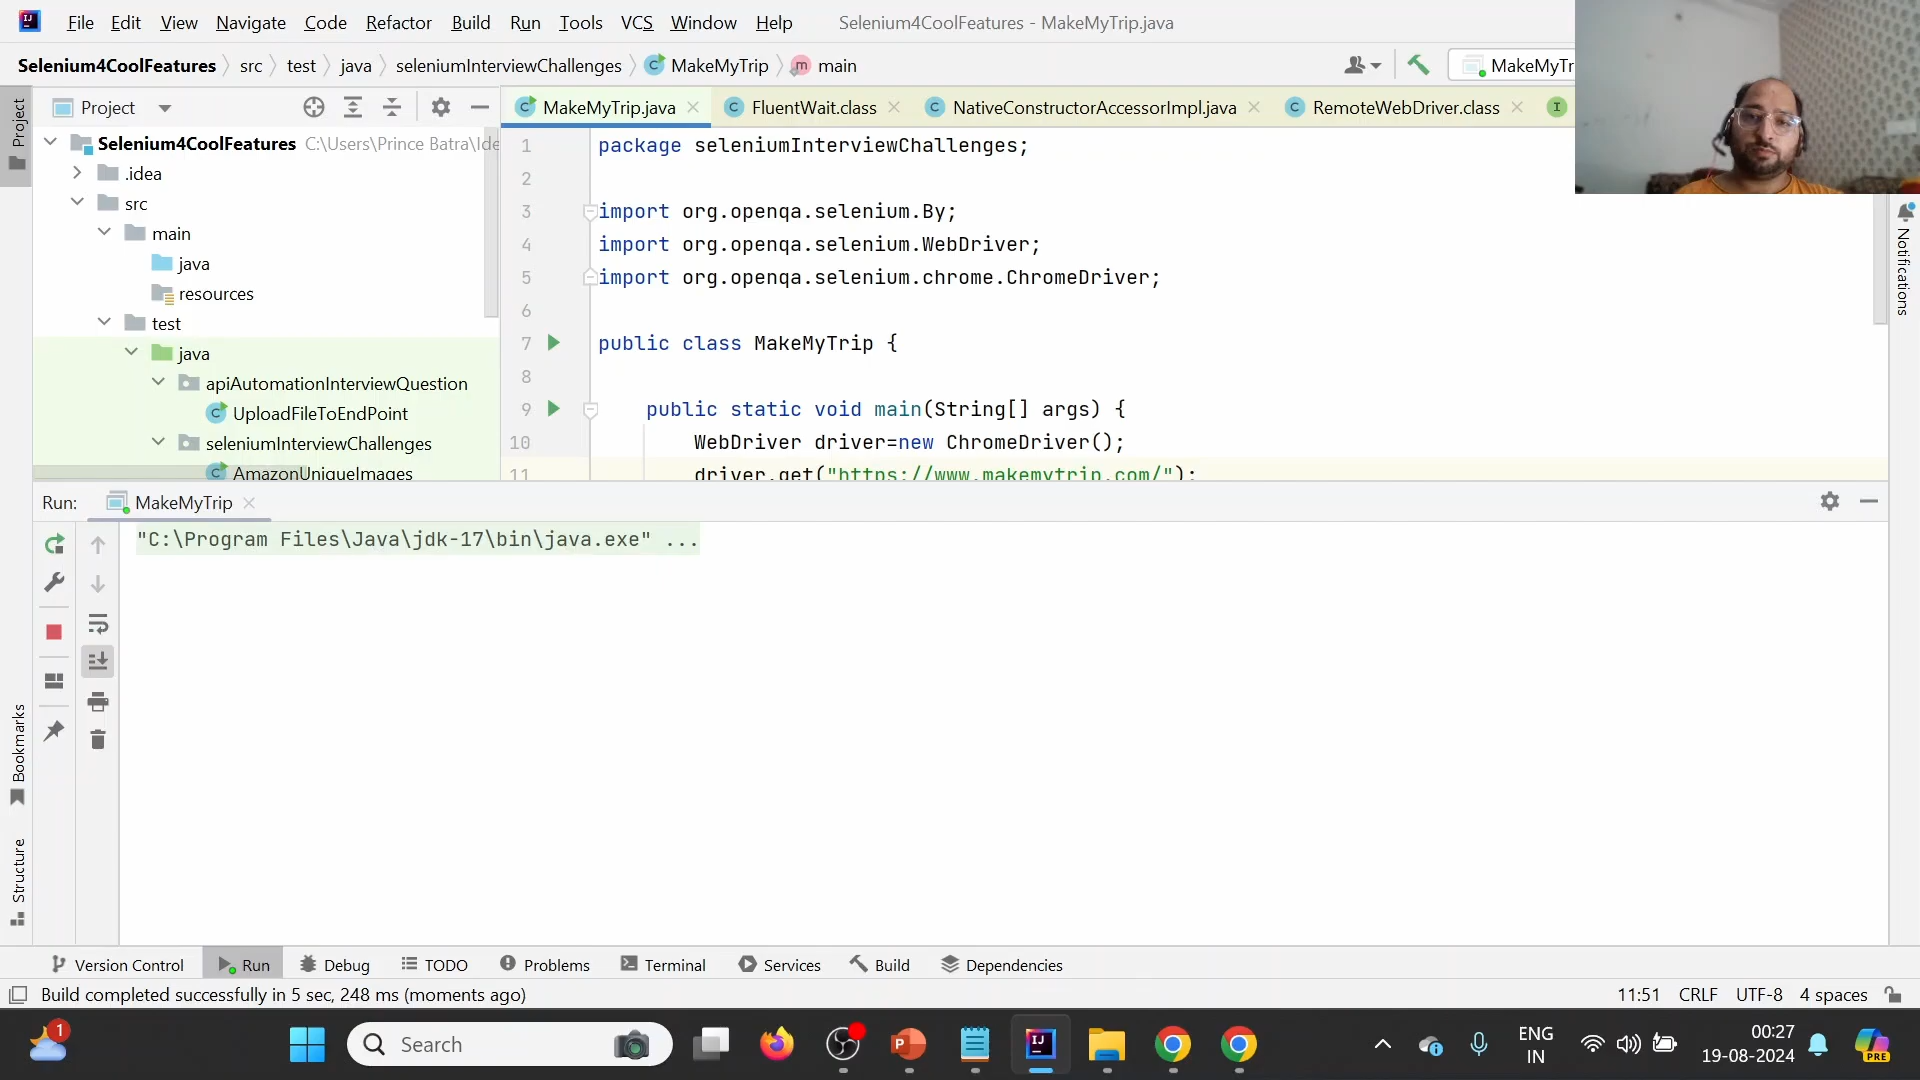 File Edit View Navigate Code Refactor Build Run Tools VCS Window Help Selenium4CoolFeatures - MakeMyTrip.java
Selenium4CoolFeatures src test java seleniumInterviewChallenges MakeMyTrip m main MakeMyTr
Project
Project
MakeMyTrip.java FluentWait.class NativeConstructorAccessorImpl.java RemoteWebDriver.class
Selenium4CoolFeatures C:\Users\Prince Batra\Ide
.idea
src
main
java
resources
test
java
apiAutomationInterviewQuestion
UploadFileToEndPoint
seleniumInterviewChallenges
AmazonUniqueImages
1 package seleniumInterviewChallenges;
2
3 import org.openqa.selenium.By;
4 import org.openqa.selenium.WebDriver;
5 import org.openqa.selenium.chrome.ChromeDriver;
6
7 public class MakeMyTrip {
8
9 public static void main(String[] args) {
10 WebDriver driver=new ChromeDriver();
11 driver.get("https://www.makemytrip.com/");
Notifications
Run: MakeMyTrip
"C:\Program Files\Java\jdk-17\bin\java.exe" ...
Bookmarks
Structure
Version Control Run Debug TODO Problems Terminal Services Build Dependencies
Build completed successfully in 5 sec, 248 ms (moments ago) 11:51 CRLF UTF-8 4 spaces
1 Search ENG IN 00:27 19-08-2024 PRE